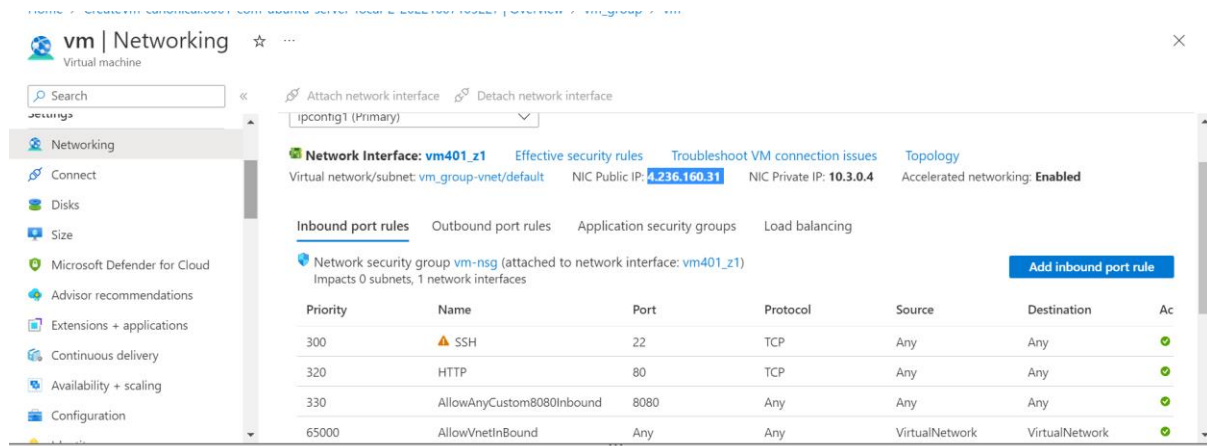 vm | Networking
Virtual machine
Search
Attach network interface Detach network interface
Settings
ipconfig1 (Primary)
Networking
Network Interface: vm401_z1 Effective security rules Troubleshoot VM connection issues Topology
Connect
Virtual network/subnet: vm_group-vnet/default NIC Public IP: 4.236.160.31 NIC Private IP: 10.3.0.4 Accelerated networking: Enabled
Disks
Size
Inbound port rules Outbound port rules Application security groups Load balancing
Microsoft Defender for Cloud
Network security group vm-nsg (attached to network interface: vm401_z1)
Impacts 0 subnets, 1 network interfaces
Add inbound port rule
Advisor recommendations
Priority Name Port Protocol Source Destination Ac
Extensions + applications
300 SSH 22 TCP Any Any
Continuous delivery
320 HTTP 80 TCP Any Any
Availability + scaling
330 AllowAnyCustom8080Inbound 8080 Any Any Any
Configuration
65000 AllowVnetInBound Any Any VirtualNetwork VirtualNetwork